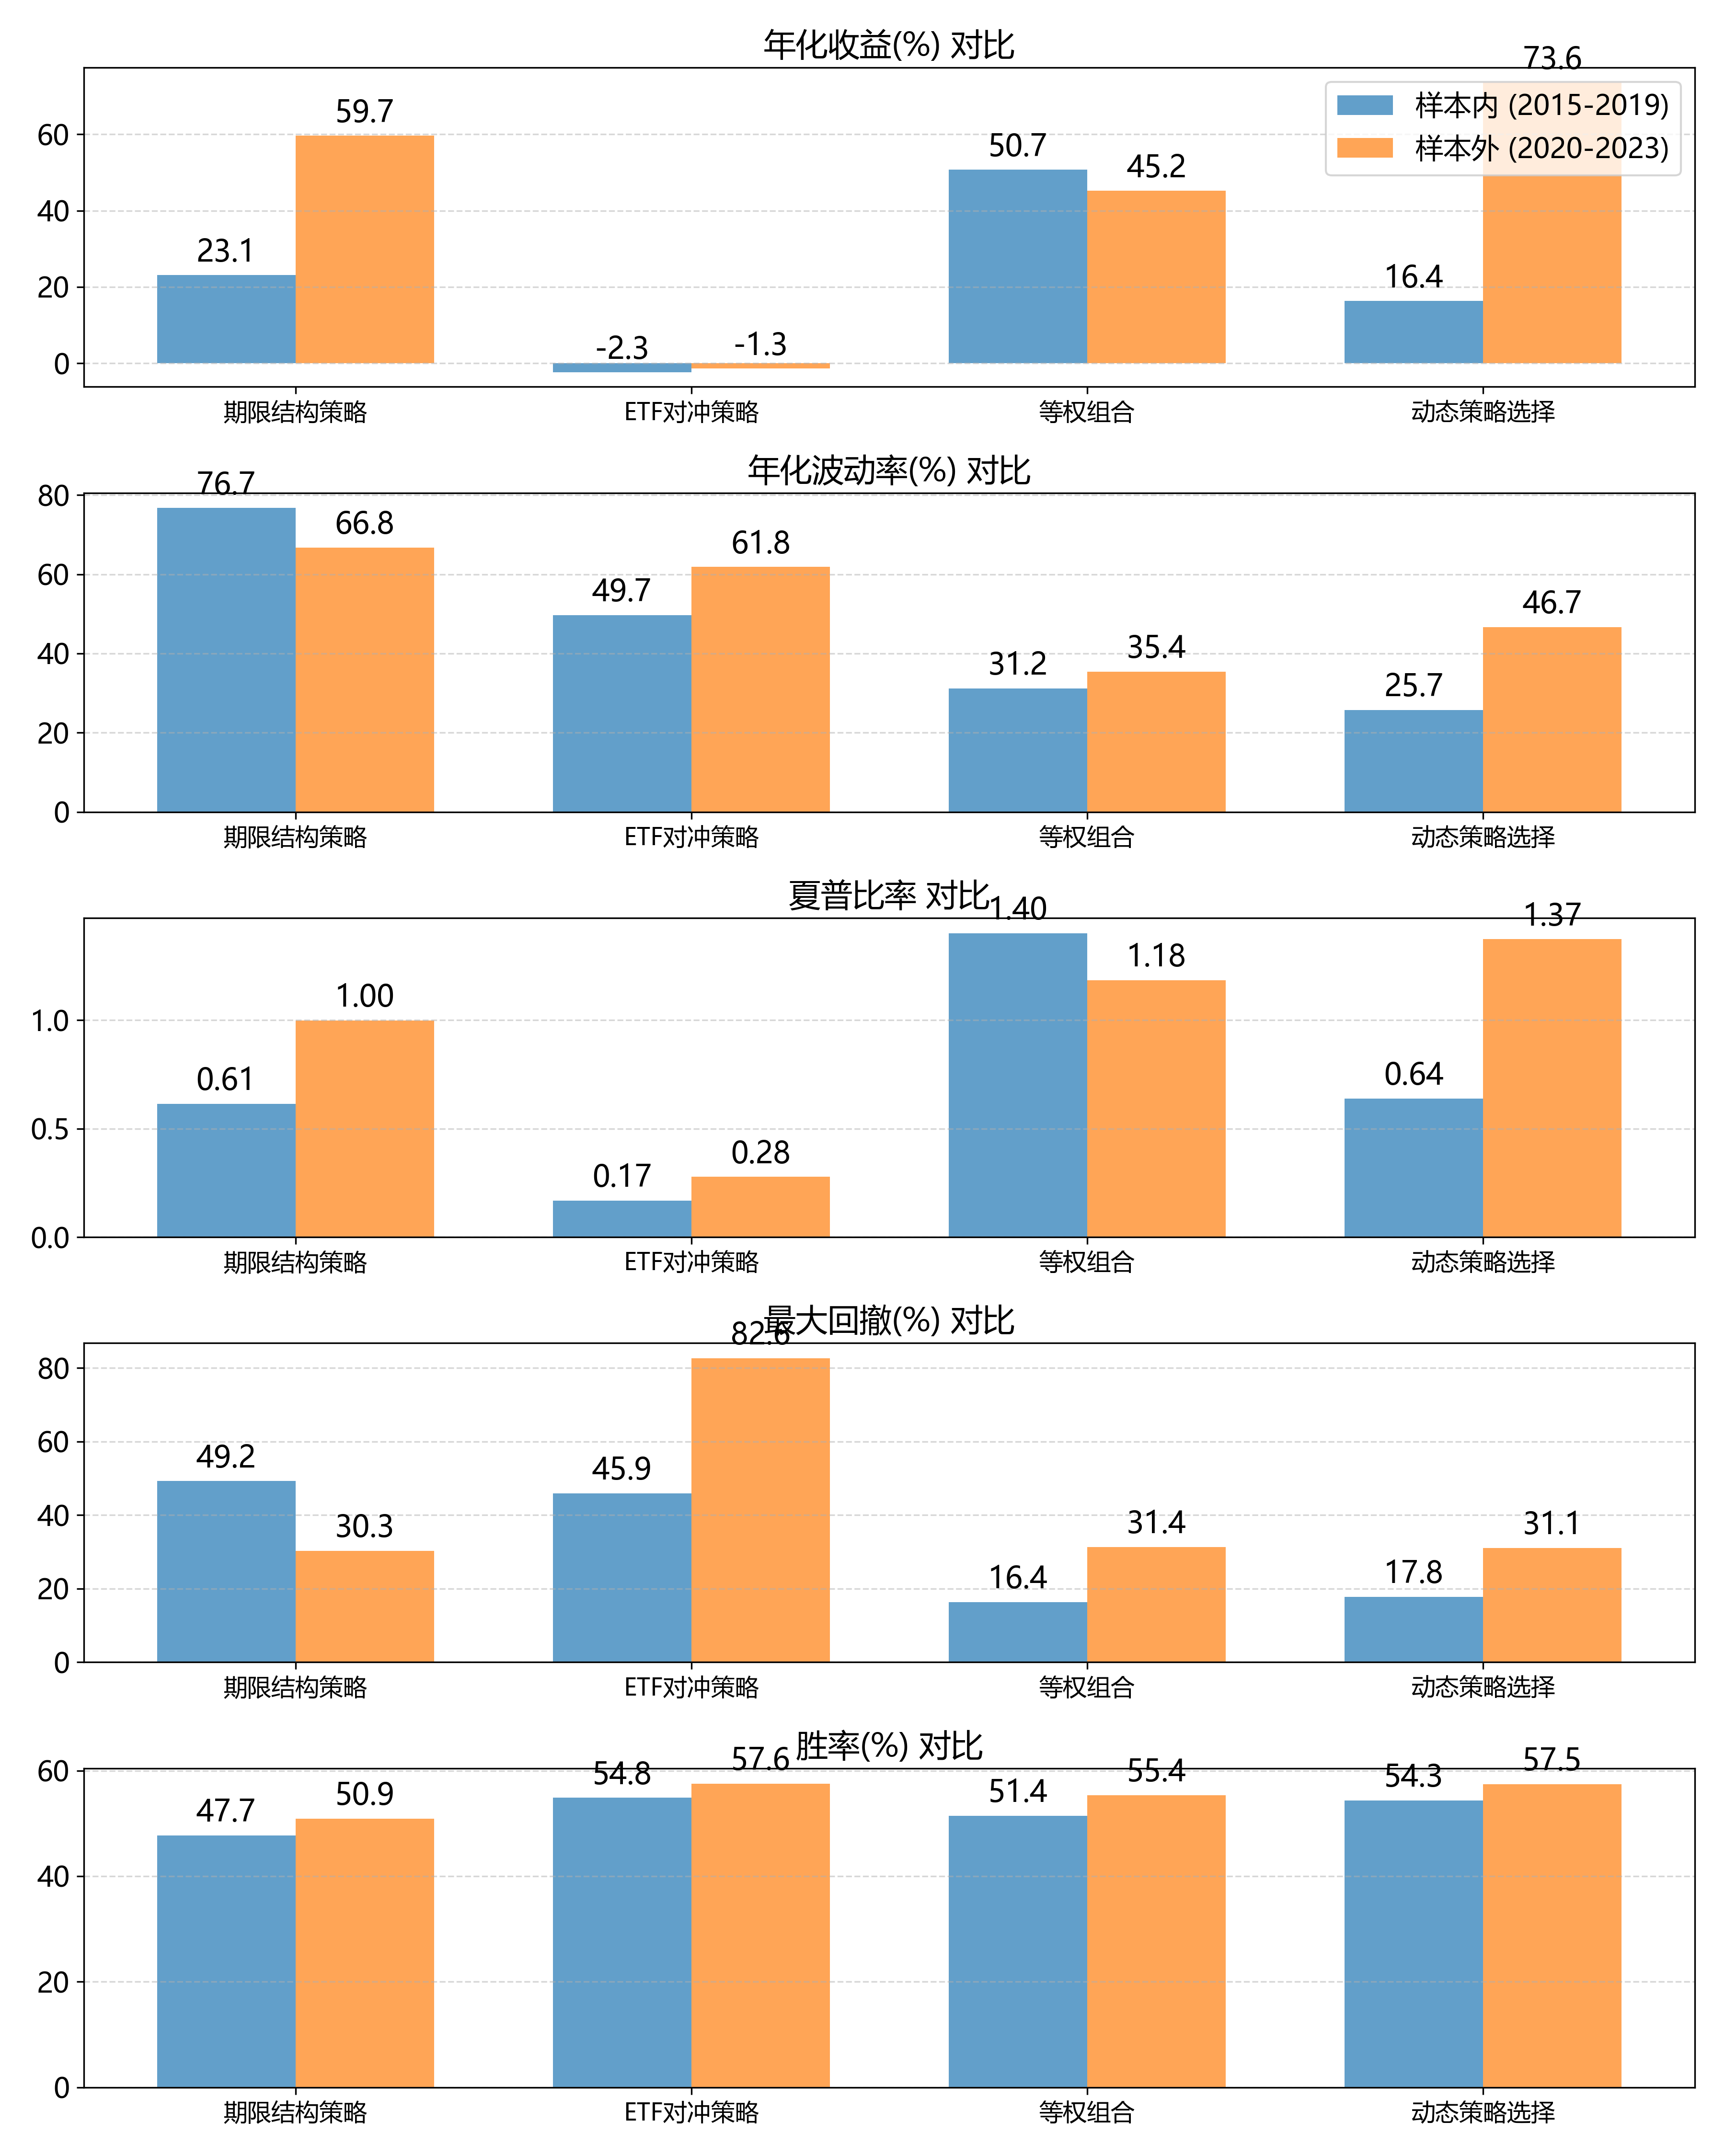 年化收益(%) 对比
73.6
样本内 (2015-2019)
样本外 (2020-2023)
59.7
50.7
45.2
23.1
16.4
-2.3
-1.3
60
40
20
0
期限结构策略
ETF对冲策略
等权组合
动态策略选择
年化波动率(%) 对比
76.7
66.8
49.7
61.8
31.2
35.4
25.7
46.7
80
60
40
20
0
期限结构策略
ETF对冲策略
等权组合
动态策略选择
夏普比率 对比
0.61
1.00
0.17
0.28
1.40
1.18
0.64
1.37
1.0
0.5
0.0
期限结构策略
ETF对冲策略
等权组合
动态策略选择
最大回撤(%) 对比
49.2
30.3
45.9
82.6
16.4
31.4
17.8
31.1
80
60
40
20
0
期限结构策略
ETF对冲策略
等权组合
动态策略选择
胜率(%) 对比
47.7
50.9
54.8
57.6
51.4
55.4
54.3
57.5
60
40
20
0
期限结构策略
ETF对冲策略
等权组合
动态策略选择